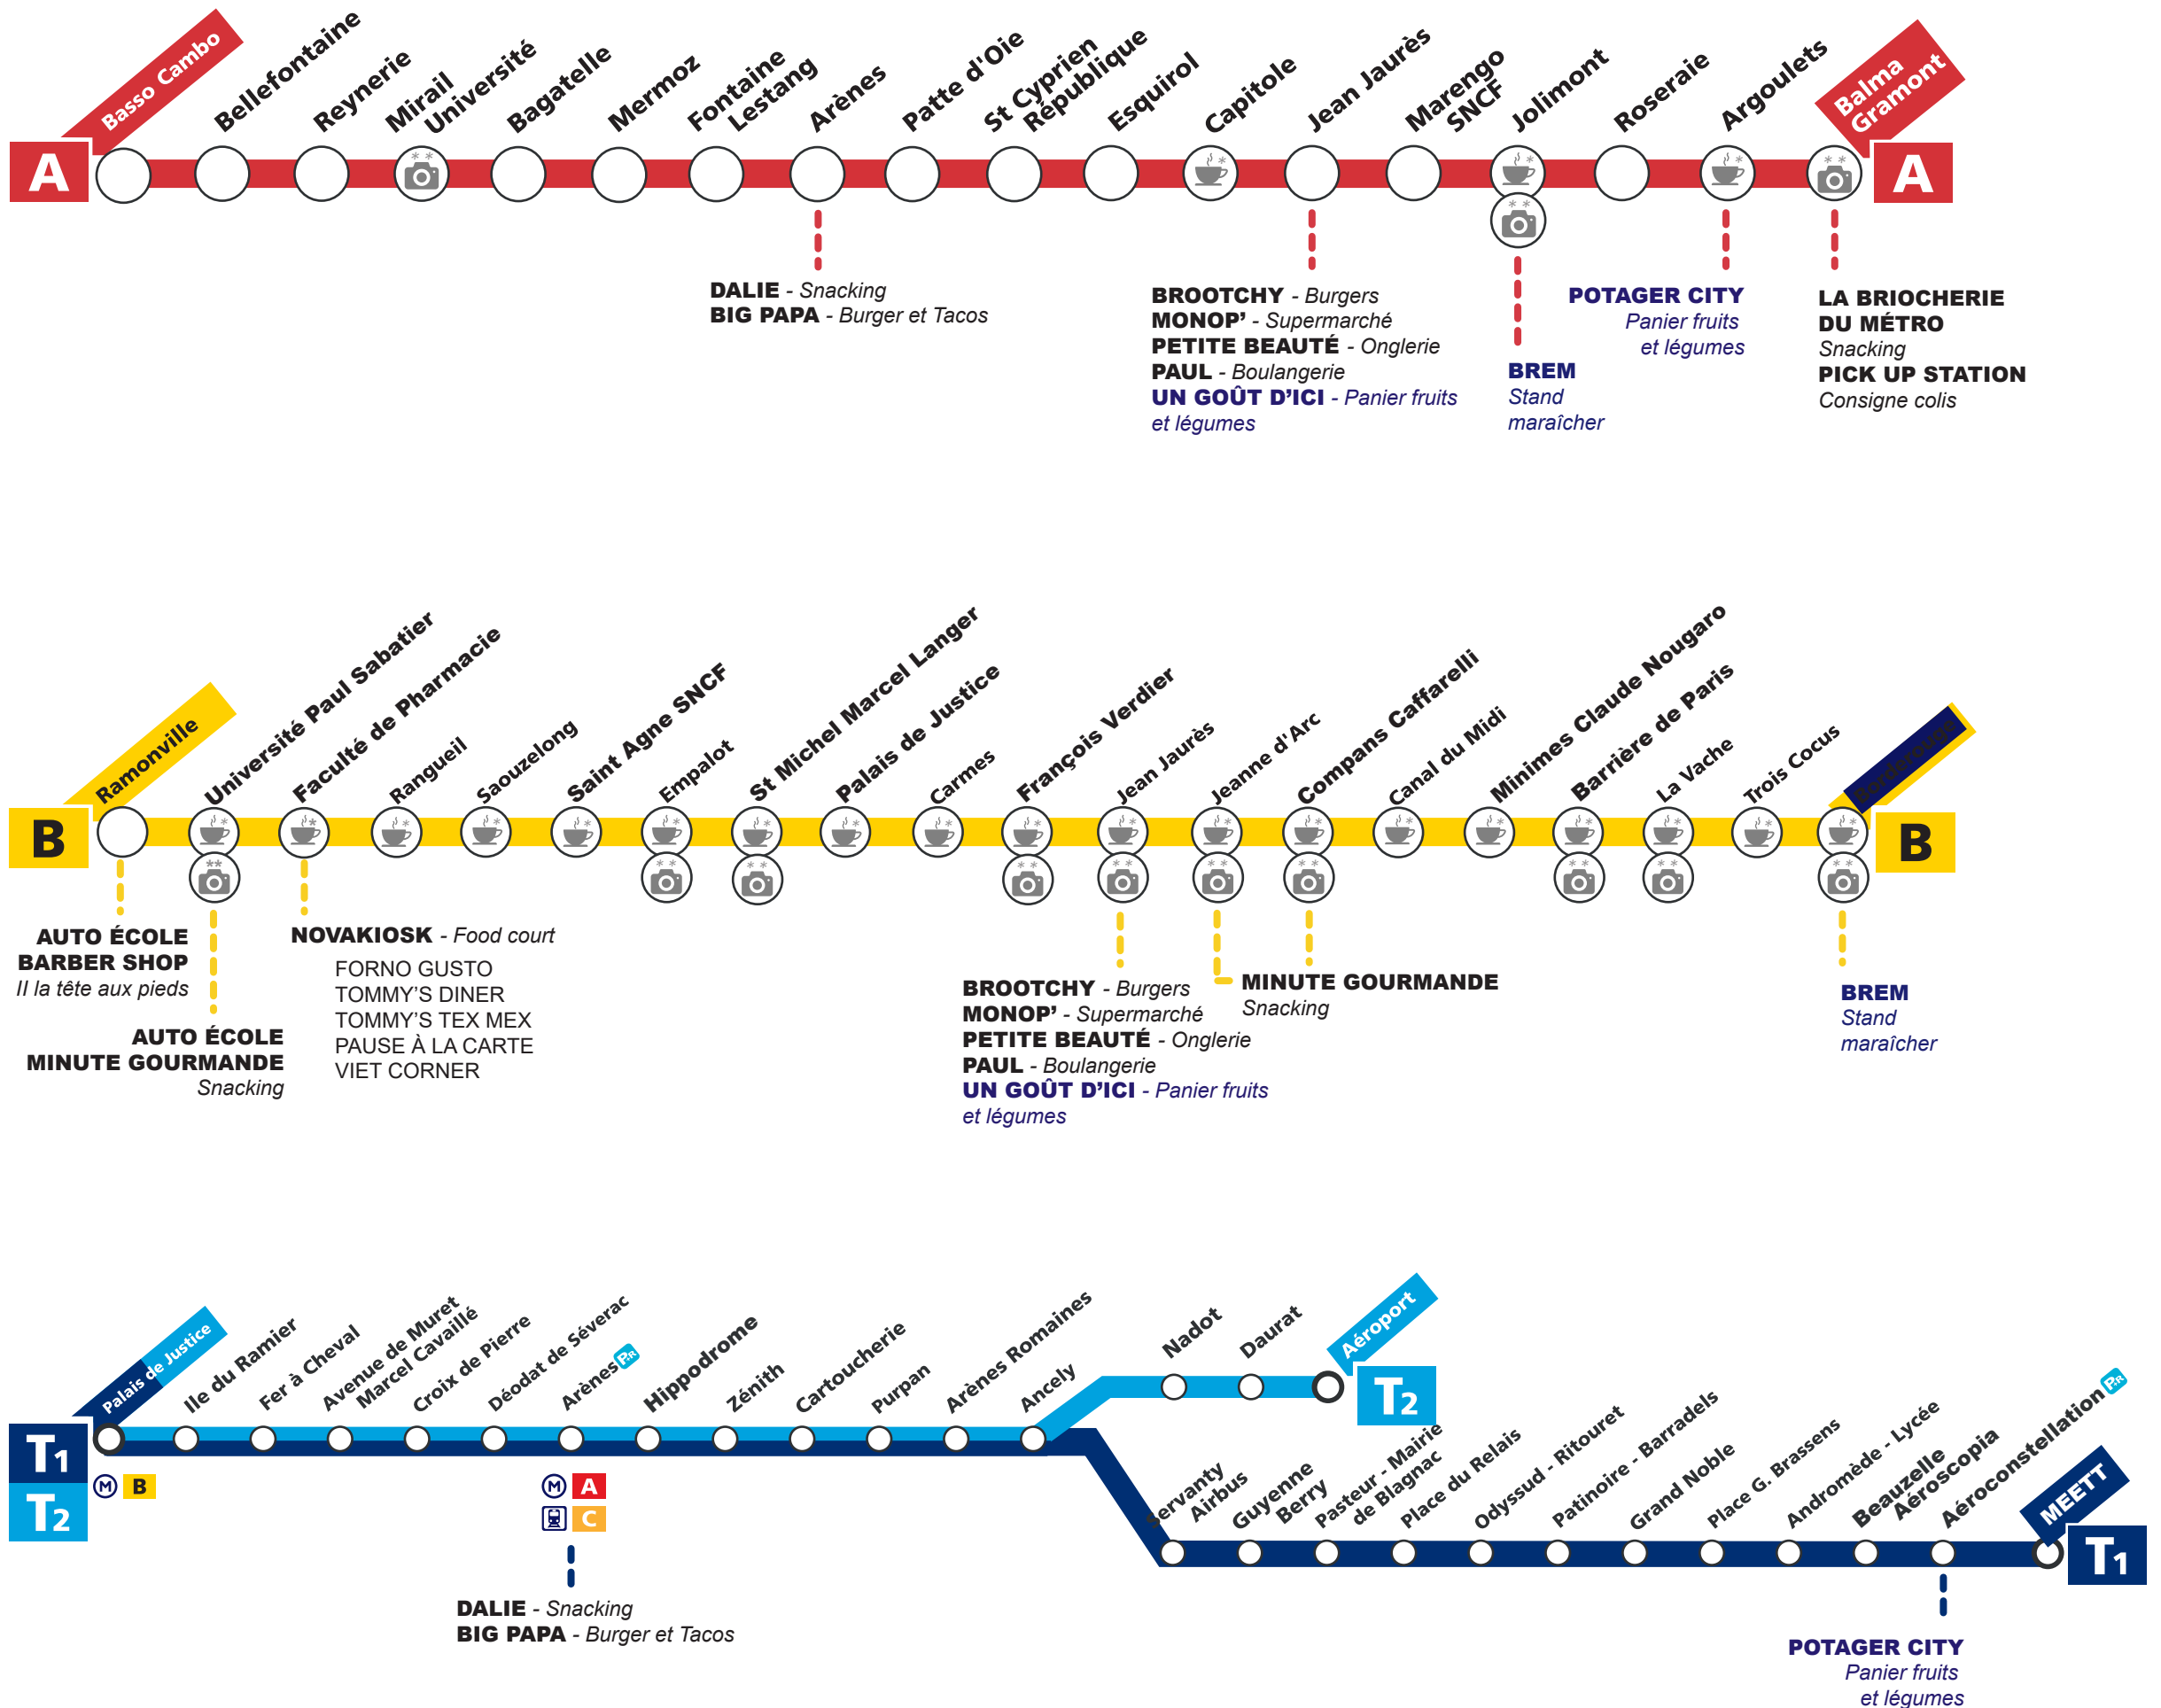 Basso Cambo
Bellefontaine
Reynerie
Mirail
Université
Bagatelle
Mermoz
Fontaine
Lestang
Arènes
Patte d'Oie
St Cyprien
République
Esquirol
Capitole
Jean Jaurès
Marengo
SNCF
Jolimont
Roseraie
Argoulets
Balma
Gramont
A
A
DALIE - Snacking
BIG PAPA - Burger et Tacos
BROOTCHY - Burgers
MONOP' - Supermarché
PETITE BEAUTÉ - Onglerie
PAUL - Boulangerie
UN GOÛT D'ICI - Panier fruits
et légumes
BREM
Stand
maraîcher
POTAGER CITY
Panier fruits
et légumes
LA BRIOCHERIE
DU MÉTRO
Snacking
PICK UP STATION
Consigne colis
Ramonville
Université Paul Sabatier
Faculté de Pharmacie
Rangueil
Saouzelong
Saint Agne SNCF
Empalot
St Michel Marcel Langer
Palais de Justice
Carmes
François Verdier
Jean Jaurès
Jeanne d'Arc
Compans Caffarelli
Canal du Midi
Minimes Claude Nougaro
Barrière de Paris
La Vache
Trois Cocus
Borderouge
B
B
AUTO ÉCOLE
BARBER SHOP
II la tête aux pieds
AUTO ÉCOLE
MINUTE GOURMANDE
Snacking
NOVAKIOSK - Food court
FORNO GUSTO
TOMMY'S DINER
TOMMY'S TEX MEX
PAUSE À LA CARTE
VIET CORNER
BROOTCHY - Burgers
MONOP' - Supermarché
PETITE BEAUTÉ - Onglerie
PAUL - Boulangerie
UN GOÛT D'ICI - Panier fruits
et légumes
MINUTE GOURMANDE
Snacking
BREM
Stand
maraîcher
Palais de Justice
Ile du Ramier
Fer à Cheval
Avenue de Muret
Marcel Cavaillé
Croix de Pierre
Déodat de Séverac
Arènes P+R
Hippodrome
Zénith
Cartoucherie
Purpan
Arènes Romaines
Ancely
Nadot
Daurat
Aéroport
T2
T1
T2
M B
M A
C
Servanty
Airbus
Guyenne
Berry
Pasteur - Mairie
de Blagnac
Place du Relais
Odyssud - Ritouret
Patinoire - Barradels
Grand Noble
Place G. Brassens
Andromède - Lycée
Beauzelle
Aéroscopia
Aéroconstellation P+R
MEETT
T1
DALIE - Snacking
BIG PAPA - Burger et Tacos
POTAGER CITY
Panier fruits
et légumes